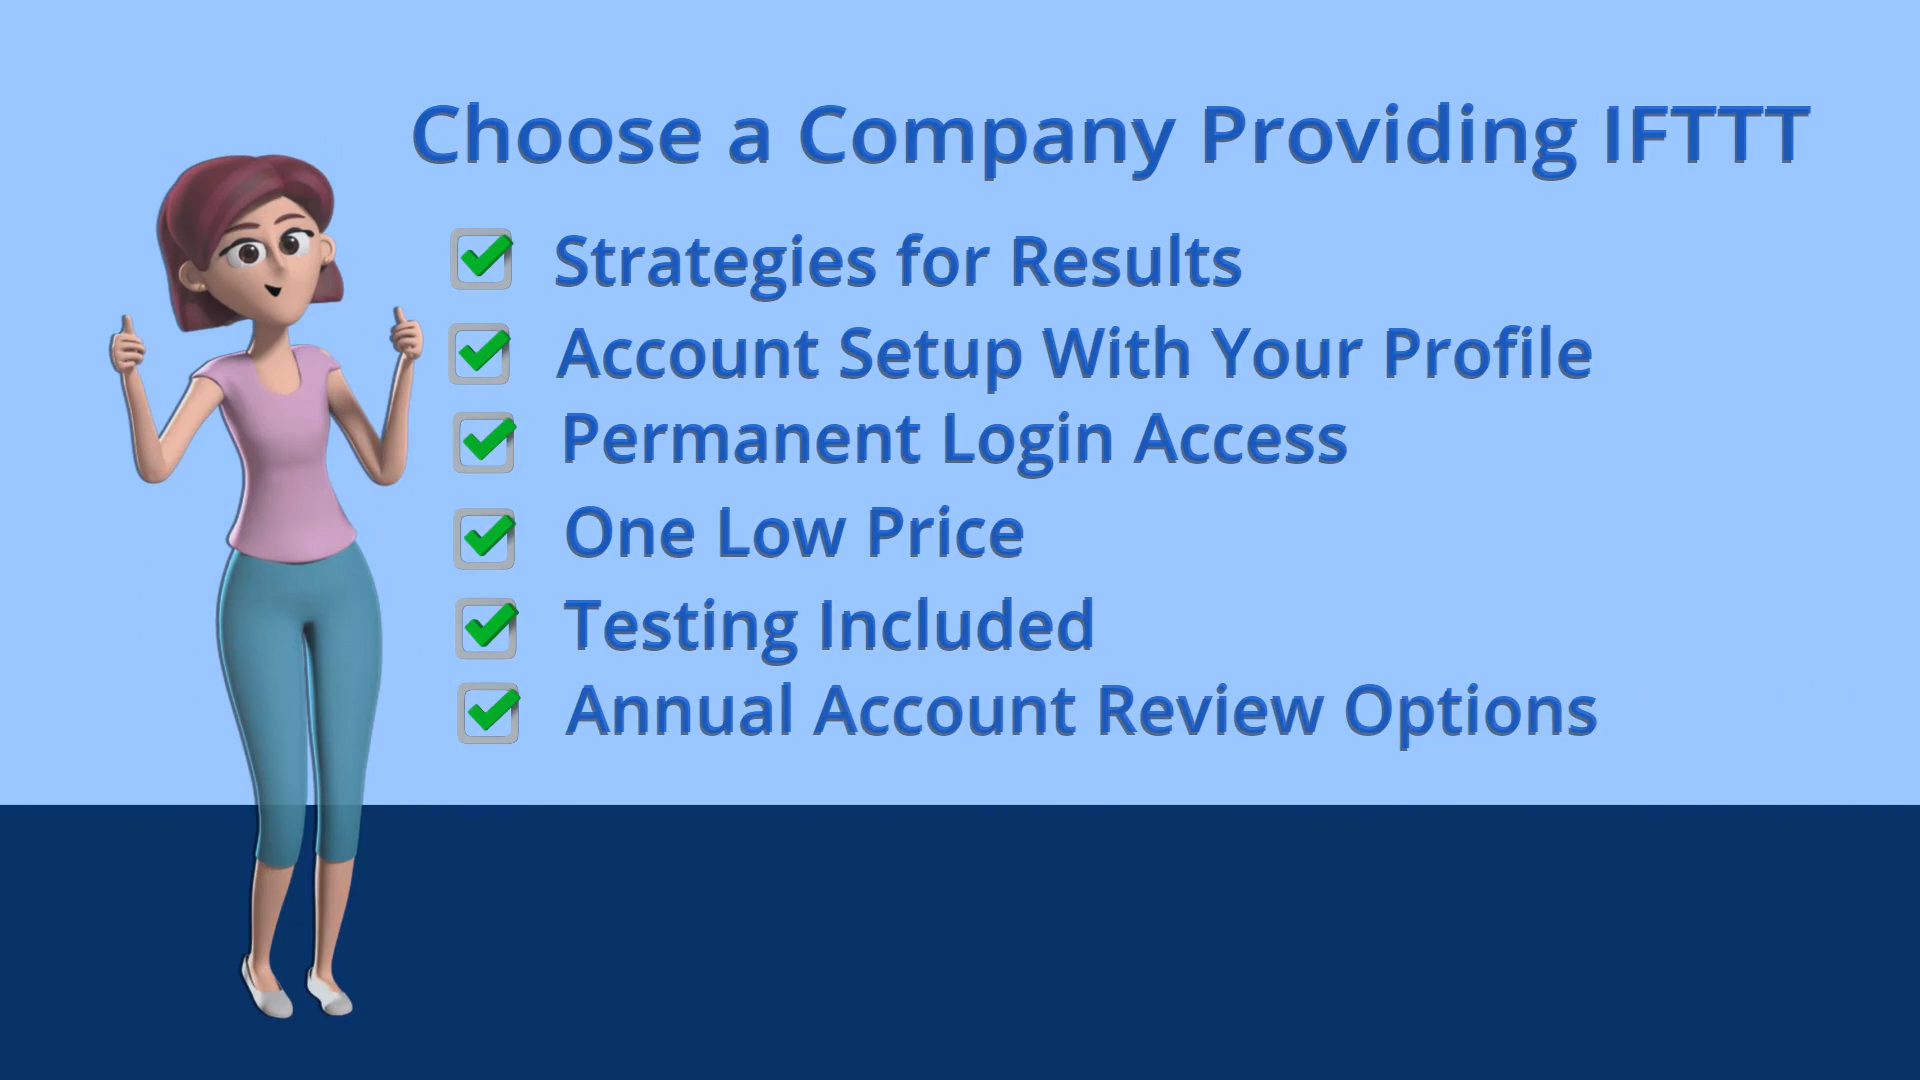 Choose a Company Providing IFTTT
Strategies for Results
Account Setup With Your Profile
Permanent Login Access
One Low Price
Testing Included
Annual Account Review Options